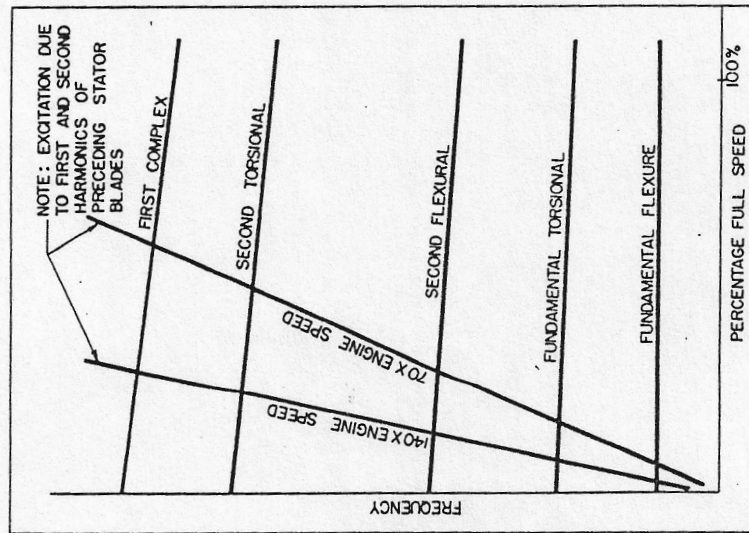 NOTE: EXCITATION DUE
TO FIRST AND SECOND
HARMONICS OF
PRECEDING STATOR
BLADES
FIRST COMPLEX
SECOND TORSIONAL
70 X ENGINE SPEED
140 X ENGINE SPEED
SECOND FLEXURAL
FUNDAMENTAL TORSIONAL
FUNDAMENTAL FLEXURE
FREQUENCY
100%
PERCENTAGE FULL SPEED